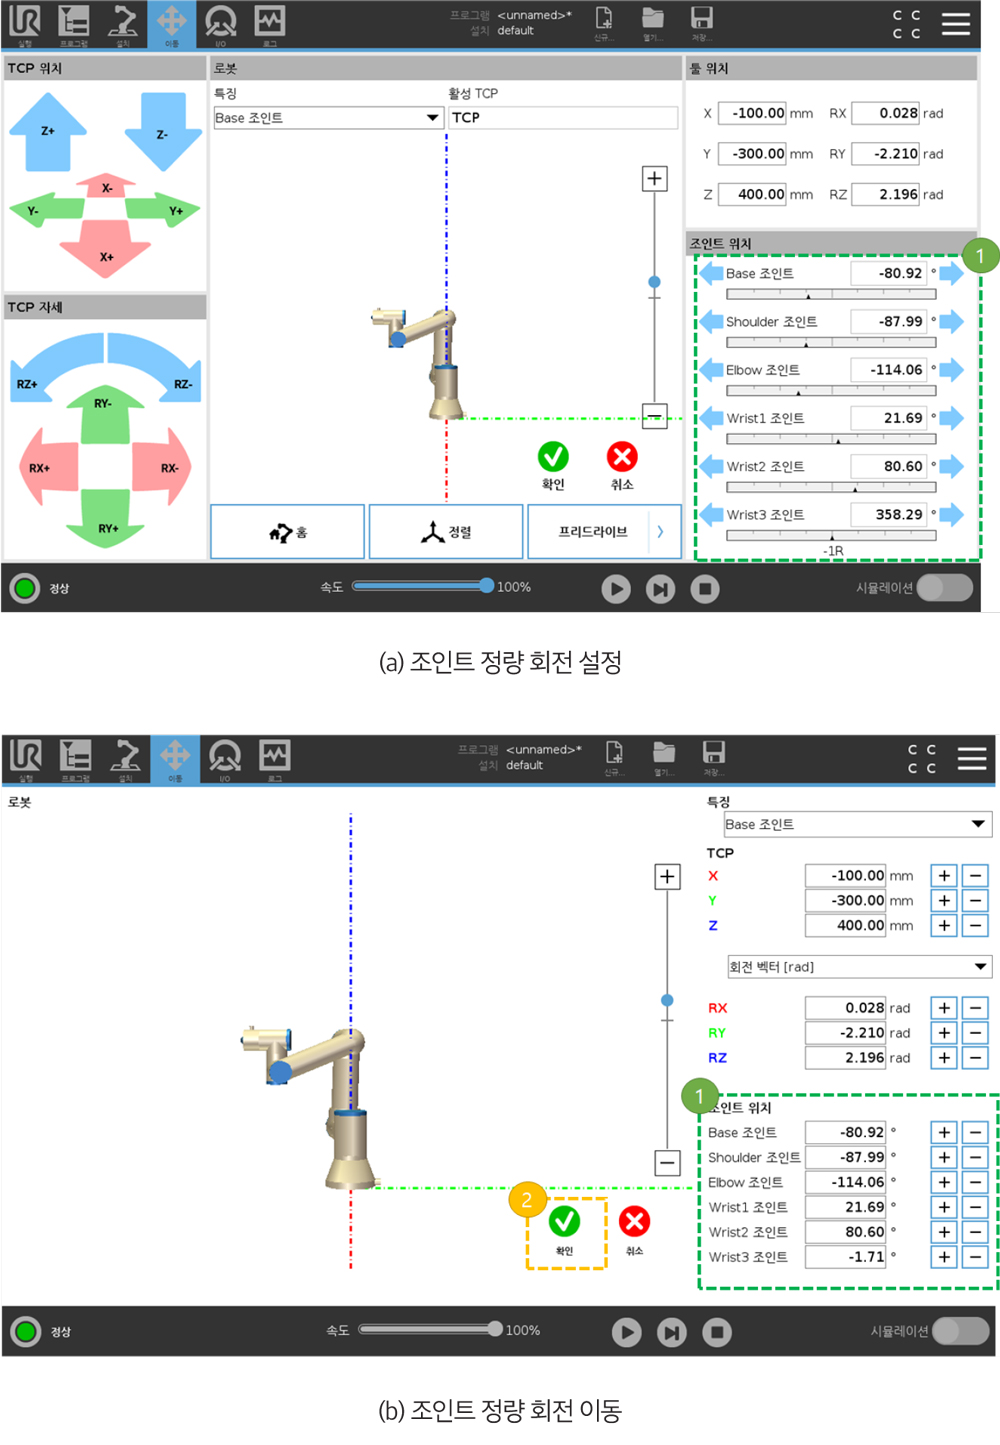 프로그램 <unnamed>*
설치 default
실행 프로그램 설치 이동 I/O 로그
신규... 열기... 저장...
C C
C C
TCP 위치
Z+ Z-
X-
Y- Y+
X+
TCP 자세
RZ+ RZ-
RY-
RX+ RX-
RY+
로봇
특징 활성 TCP
Base 조인트 TCP
+
−
확인 취소
홈 정렬 프리드라이브
툴 위치
X -100.00 mm RX 0.028 rad
Y -300.00 mm RY -2.210 rad
Z 400.00 mm RZ 2.196 rad
조인트 위치
1
Base 조인트 -80.92 °
Shoulder 조인트 -87.99 °
Elbow 조인트 -114.06 °
Wrist1 조인트 21.69 °
Wrist2 조인트 80.60 °
Wrist3 조인트 358.29 °
-1R
정상 속도 100% 시뮬레이션
(a) 조인트 정량 회전 설정
프로그램 <unnamed>*
설치 default
실행 프로그램 설치 이동 I/O 로그
신규... 열기... 저장...
C C
C C
로봇
+
−
2
확인 취소
특징
Base 조인트
TCP
X -100.00 mm + −
Y -300.00 mm + −
Z 400.00 mm + −
회전 벡터 [rad]
RX 0.028 rad + −
RY -2.210 rad + −
RZ 2.196 rad + −
1
조인트 위치
Base 조인트 -80.92 ° + −
Shoulder 조인트 -87.99 ° + −
Elbow 조인트 -114.06 ° + −
Wrist1 조인트 21.69 ° + −
Wrist2 조인트 80.60 ° + −
Wrist3 조인트 -1.71 ° + −
정상 속도 100% 시뮬레이션
(b) 조인트 정량 회전 이동